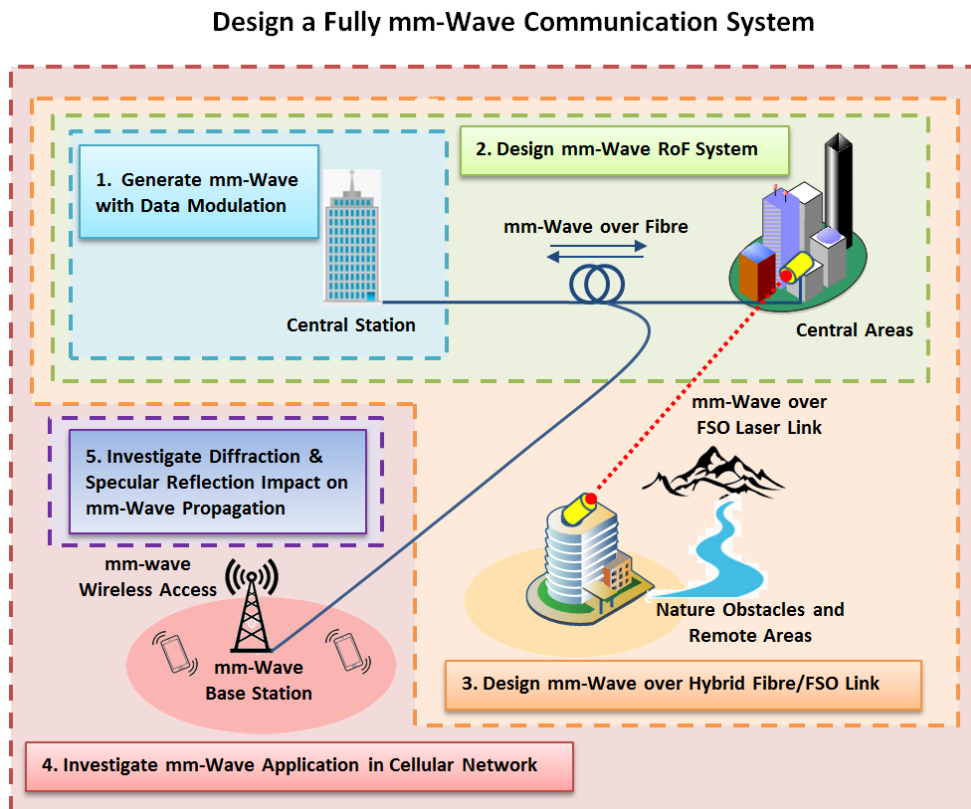 Design a Fully mm-Wave Communication System
1. Generate mm-Wave
with Data Modulation
2. Design mm-Wave RoF System
mm-Wave over Fibre
Central Station
Central Areas
mm-Wave over
FSO Laser Link
5. Investigate Diffraction &
Specular Reflection Impact on
mm-Wave Propagation
mm-wave
Wireless Access
Nature Obstacles and
Remote Areas
mm-Wave
Base Station
3. Design mm-Wave over Hybrid Fibre/FSO Link
4. Investigate mm-Wave Application in Cellular Network